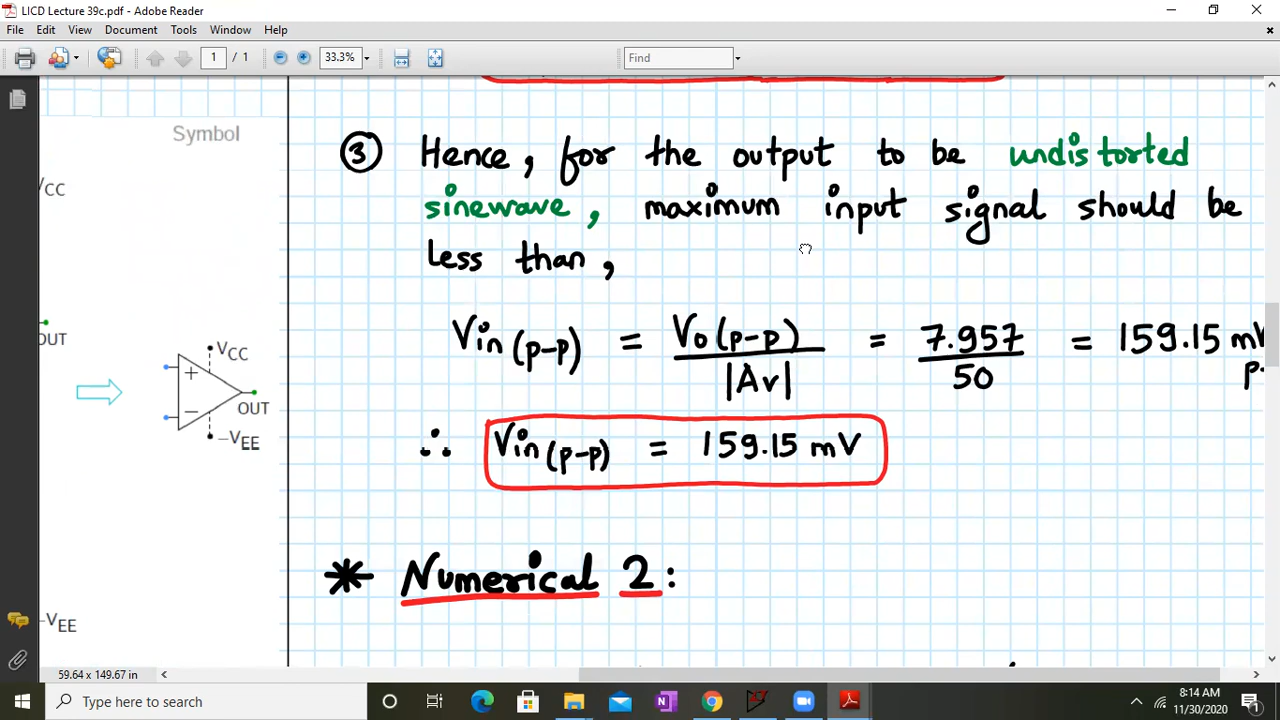 LICD Lecture 39c.pdf - Adobe Reader
File Edit View Document Tools Window Help
1 / 1 33.3% Find
Symbol
③ Hence, for the output to be undistorted
sinewave, maximum input signal should be
less than,
Vin(p-p) = Vo(p-p) / |Av| = 7.957 / 50 = 159.15 mV
p-
∴ Vin(p-p) = 159.15 mV
* Numerical 2:
VCC
OUT
VCC
+
−
OUT
−VEE
−VEE
59.64 x 149.67 in
Type here to search
8:14 AM
11/30/2020